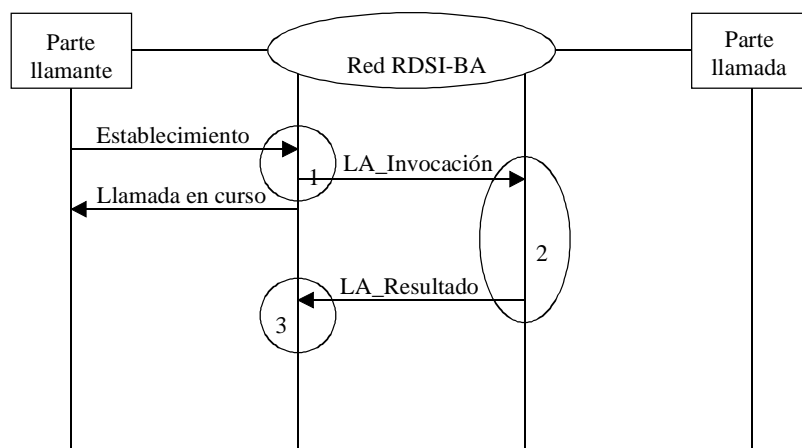 Parte
llamante
Red RDSI-BA
Parte
llamada
Establecimiento
LA_Invocación
1
Llamada en curso
2
LA_Resultado
3